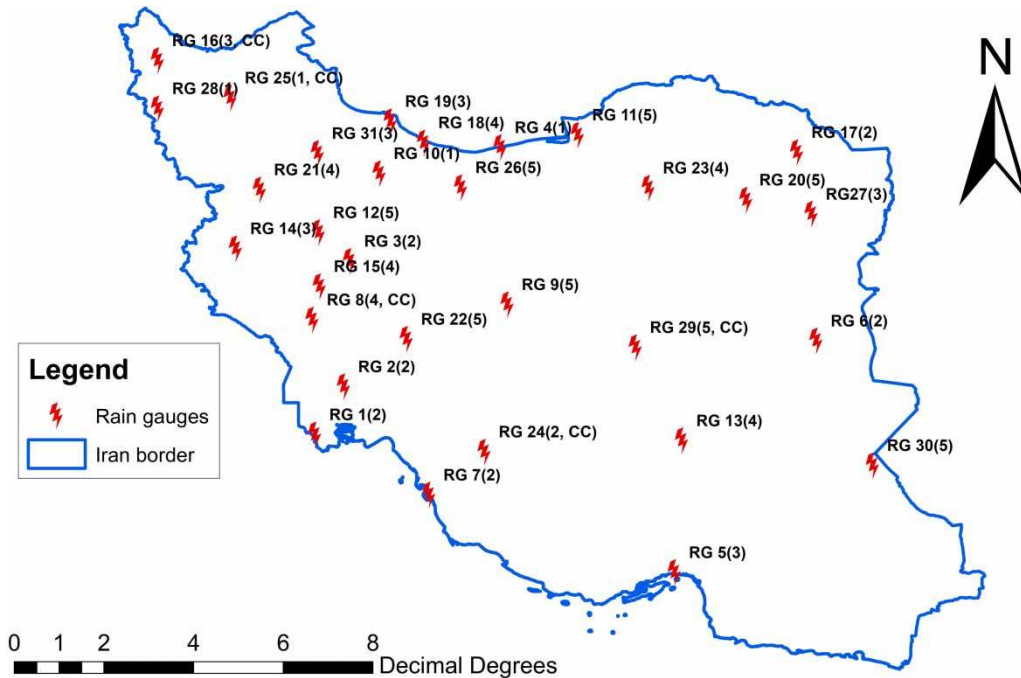 RG 16(3, CC)
N
RG 28(1)
RG 25(1, CC)
RG 19(3)
RG 18(4)
RG 4(1)
RG 11(5)
RG 31(3)
RG 10(1)
RG 17(2)
RG 21(4)
RG 26(5)
RG 23(4)
RG 20(5)
RG27(3)
RG 12(5)
RG 14(3)
RG 3(2)
RG 15(4)
RG 8(4, CC)
RG 9(5)
RG 22(5)
RG 29(5, CC)
RG 6(2)
Legend
Rain gauges
Iran border
RG 2(2)
RG 1(2)
RG 24(2, CC)
RG 13(4)
RG 30(5)
RG 7(2)
RG 5(3)
0 1 2 4 6 8
Decimal Degrees